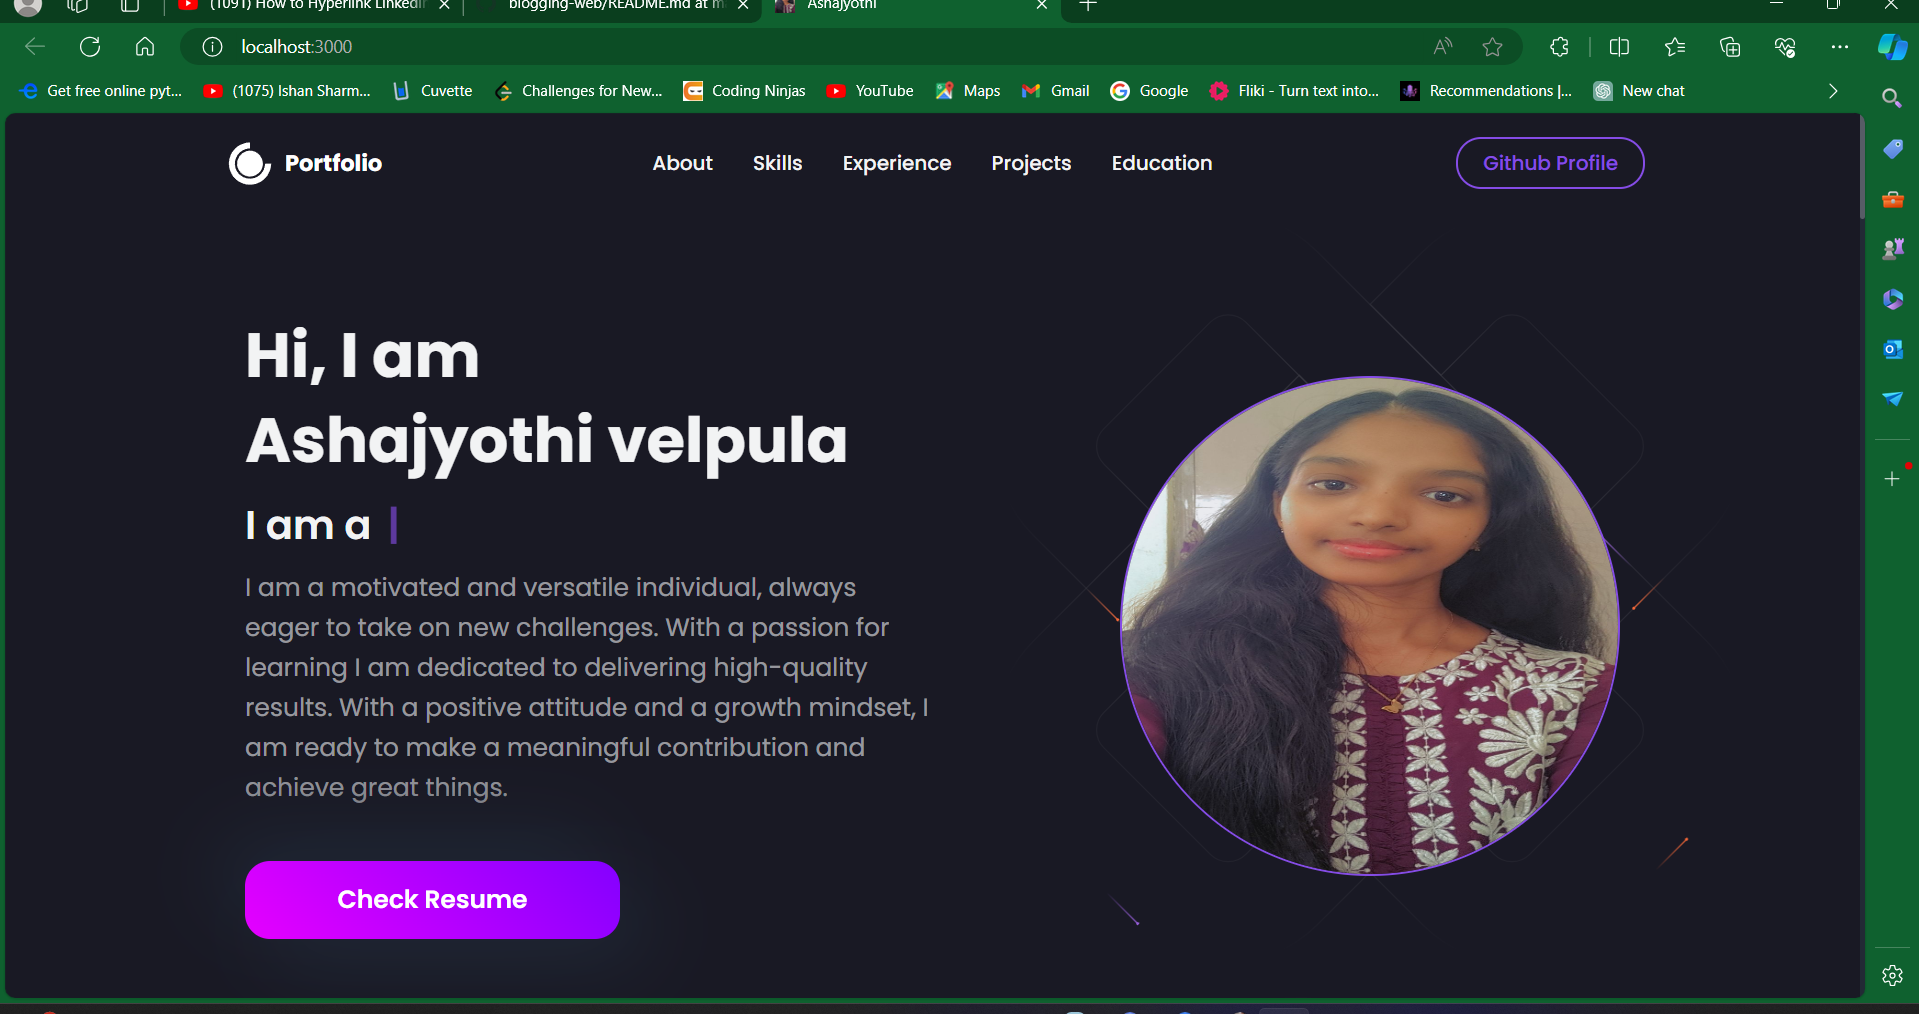 (1091) How to Hyperlink Linkedin
blogging-web/README.md at m
Ashajyothi
localhost:3000
Get free online pyt...
(1075) Ishan Sharm...
Cuvette
Challenges for New...
Coding Ninjas
YouTube
Maps
Gmail
Google
Fliki - Turn text into...
Recommendations |...
New chat
Portfolio
About
Skills
Experience
Projects
Education
Github Profile
Hi, I am
Ashajyothi velpula
I am a
I am a motivated and versatile individual, always
eager to take on new challenges. With a passion for
learning I am dedicated to delivering high-quality
results. With a positive attitude and a growth mindset, I
am ready to make a meaningful contribution and
achieve great things.
Check Resume